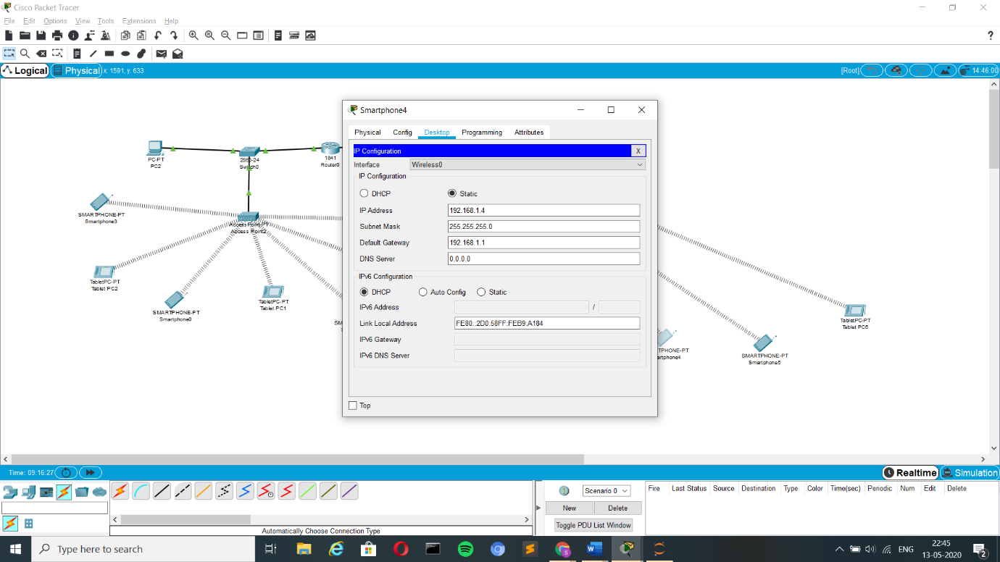 Cisco Packet Tracer
File Edit Options View Tools Extensions Help
?
Logical Physical x: 1591, y: 633 [Root] 14:46:00
PC-PT
PC2
2950-24
Switch0
1841
Router0
SMARTPHONE-PT
Smartphone3
AccessPoint-PT
Access Point2
TabletPC-PT
Tablet PC2
SMARTPHONE-PT
Smartphone0
TabletPC-PT
Tablet PC1
SM
Smartphone4
Physical Config Desktop Programming Attributes
IP Configuration X
Interface Wireless0
IP Configuration
DHCP Static
IP Address 192.168.1.4
Subnet Mask 255.255.255.0
Default Gateway 192.168.1.1
DNS Server 0.0.0.0
IPv6 Configuration
DHCP Auto Config Static
IPv6 Address /
Link Local Address FE80::2D0:58FF:FEB9:A184
IPv6 Gateway
IPv6 DNS Server
Top
TabletPC-PT
Tablet PC6
TPHONE-PT
artphone4
SMARTPHONE-PT
Smartphone5
Time: 09:16:27 Realtime Simulation
Scenario 0
New Delete
Toggle PDU List Window
Fire Last Status Source Destination Type Color Time(sec) Periodic Num Edit Delete
Automatically Choose Connection Type
Type here to search
ENG
22:45
13-05-2020
2